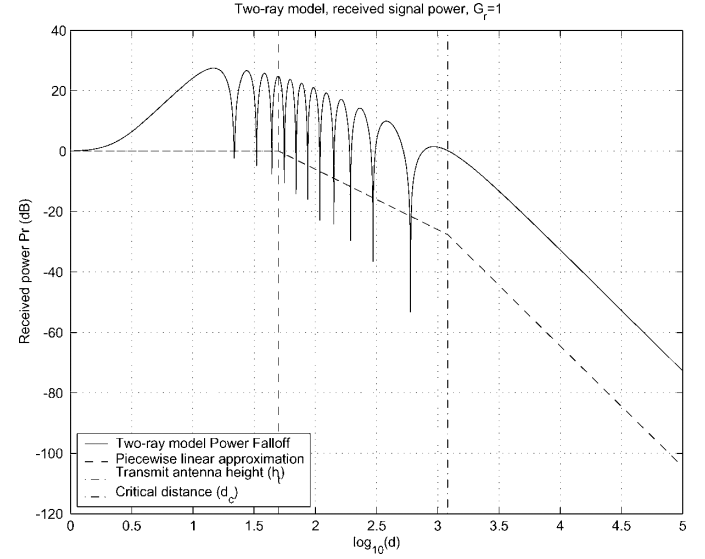 Two-ray model, received signal power, G_r=1
40
20
0
-20
-40
-60
-80
-100
-120
Received power Pr (dB)
Two-ray model Power Falloff
Piecewise linear approximation
Transmit antenna height (h_t)
Critical distance (d_c)
0 0.5 1 1.5 2 2.5 3 3.5 4 4.5 5
log_10(d)